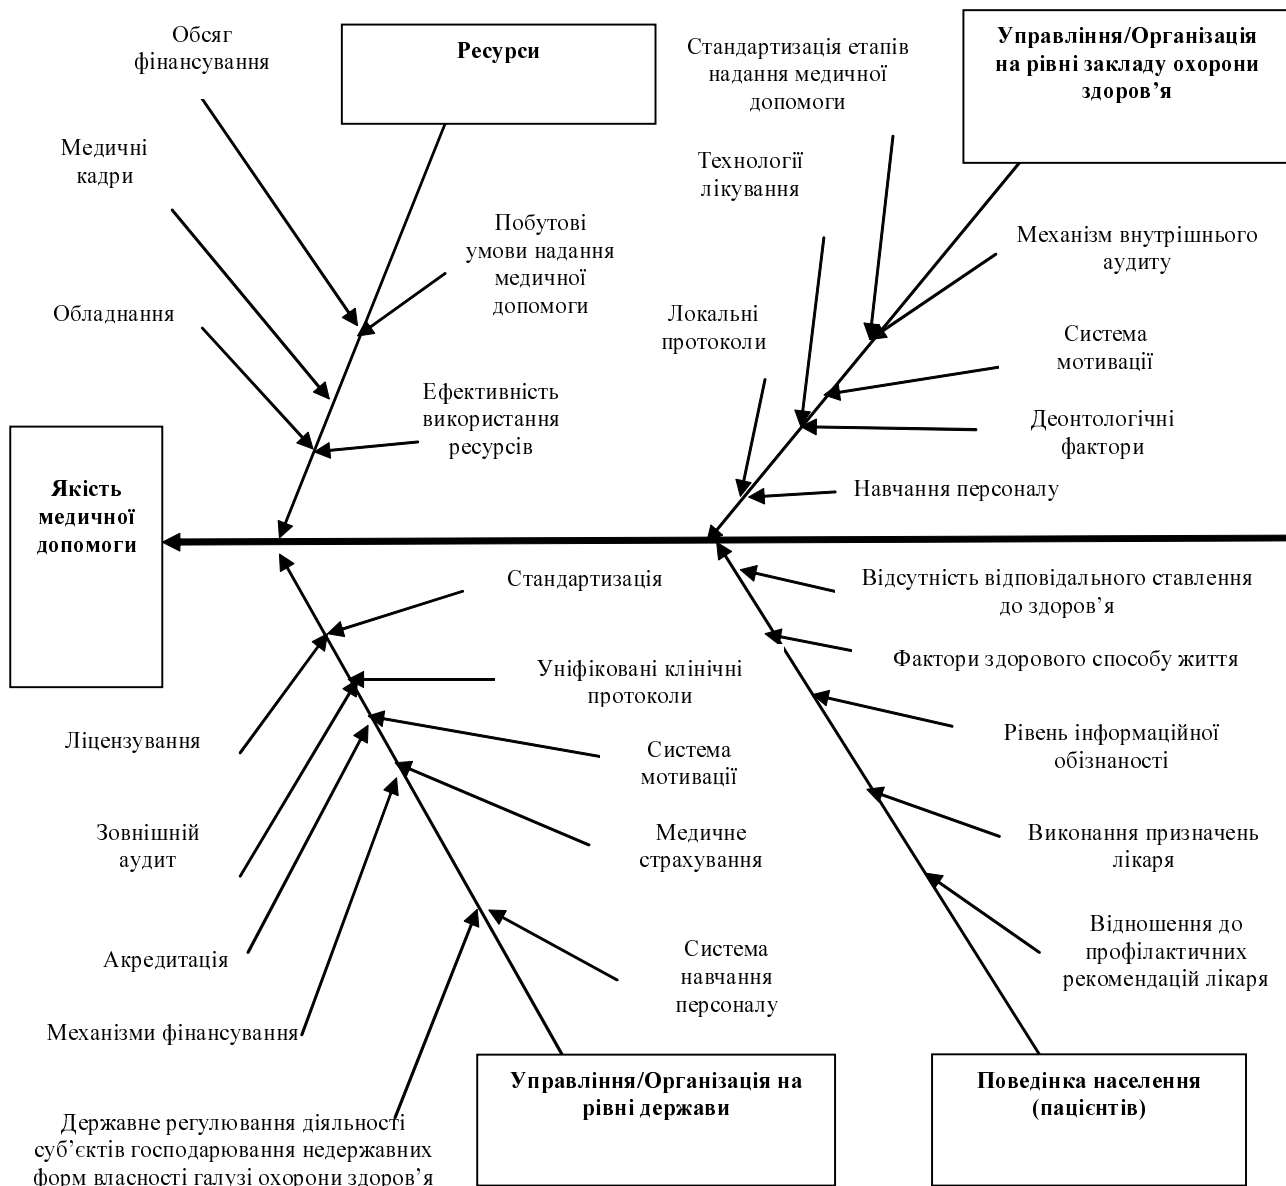 Обсяг
фінансування
Ресурси
Стандартизація етапів
надання медичної
допомоги
Управління/Організація
на рівні закладу охорони
здоров’я
Медичні
кадри
Технології
лікування
Побутові
умови надання
медичної
допомоги
Механізм внутрішнього
аудиту
Обладнання
Локальні
протоколи
Система
мотивації
Ефективність
використання
ресурсів
Деонтологічні
фактори
Навчання персоналу
Якість
медичної
допомоги
Стандартизація
Відсутність відповідального ставлення
до здоров’я
Уніфіковані клінічні
протоколи
Фактори здорового способу життя
Ліцензування
Система
мотивації
Рівень інформаційної
обізнаності
Зовнішній
аудит
Медичне
страхування
Виконання призначень
лікаря
Акредитація
Система
навчання
персоналу
Відношення до
профілактичних
рекомендацій лікаря
Механізми фінансування
Управління/Організація на
рівні держави
Поведінка населення
(пацієнтів)
Державне регулювання діяльності
суб’єктів господарювання недержавних
форм власності галузі охорони здоров’я